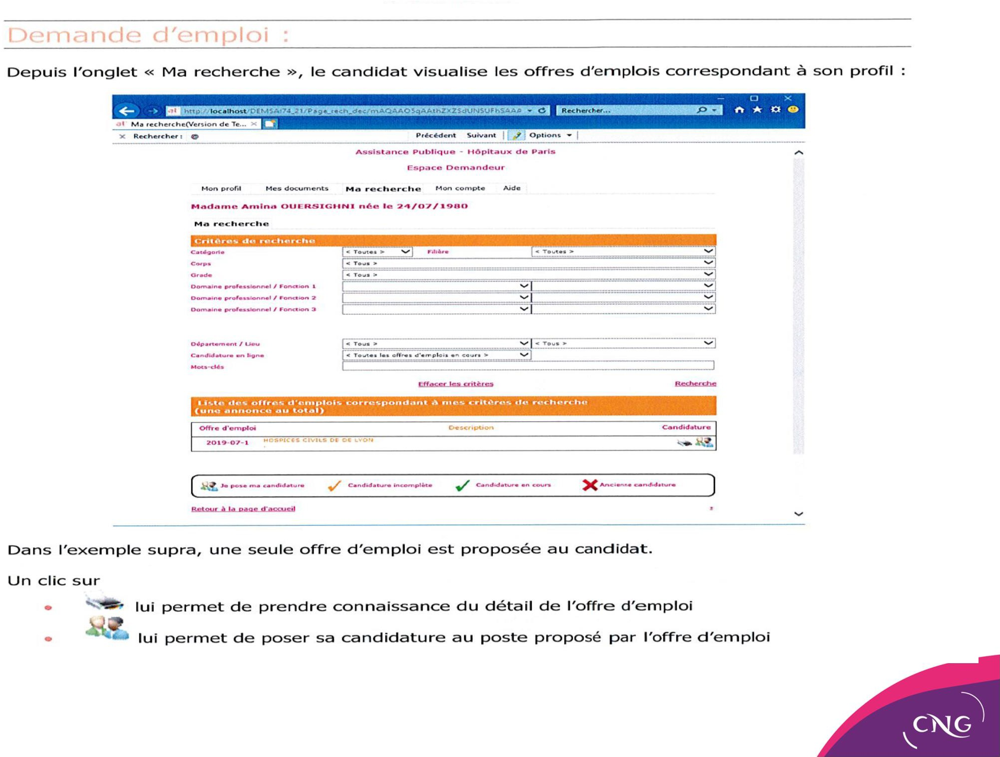 Demande d'emploi :
Depuis l'onglet « Ma recherche », le candidat visualise les offres d'emplois correspondant à son profil :
Rechercher...
Ma recherche(Version de Te...
Rechercher : @ Précédent Suivant Options
Assistance Publique - Hôpitaux de Paris
Espace Demandeur
Mon profil Mes documents Ma recherche Mon compte Aide
Madame Amina OUERSIGHNI née le 24/07/1980
Ma recherche
Critères de recherche
Catégorie < Toutes > Filière < Toutes >
Corps < Tous >
Grade < Tous >
Domaine professionnel / Fonction 1
Domaine professionnel / Fonction 2
Domaine professionnel / Fonction 3
Département / Lieu < Tous > < Tous >
Candidature en ligne < Toutes les offres d'emplois en cours >
Mots-clés
Effacer les critères Recherche
Liste des offres d'emplois correspondant à mes critères de recherche
(une annonce au total)
Offre d'emploi Description Candidature
2019-07-1 HOSPICES CIVILS DE DE LYON
Je pose ma candidature Candidature incomplète Candidature en cours Ancienne candidature
Retour à la page d'accueil
Dans l'exemple supra, une seule offre d'emploi est proposée au candidat.
Un clic sur
• lui permet de prendre connaissance du détail de l'offre d'emploi
• lui permet de poser sa candidature au poste proposé par l'offre d'emploi
CNG